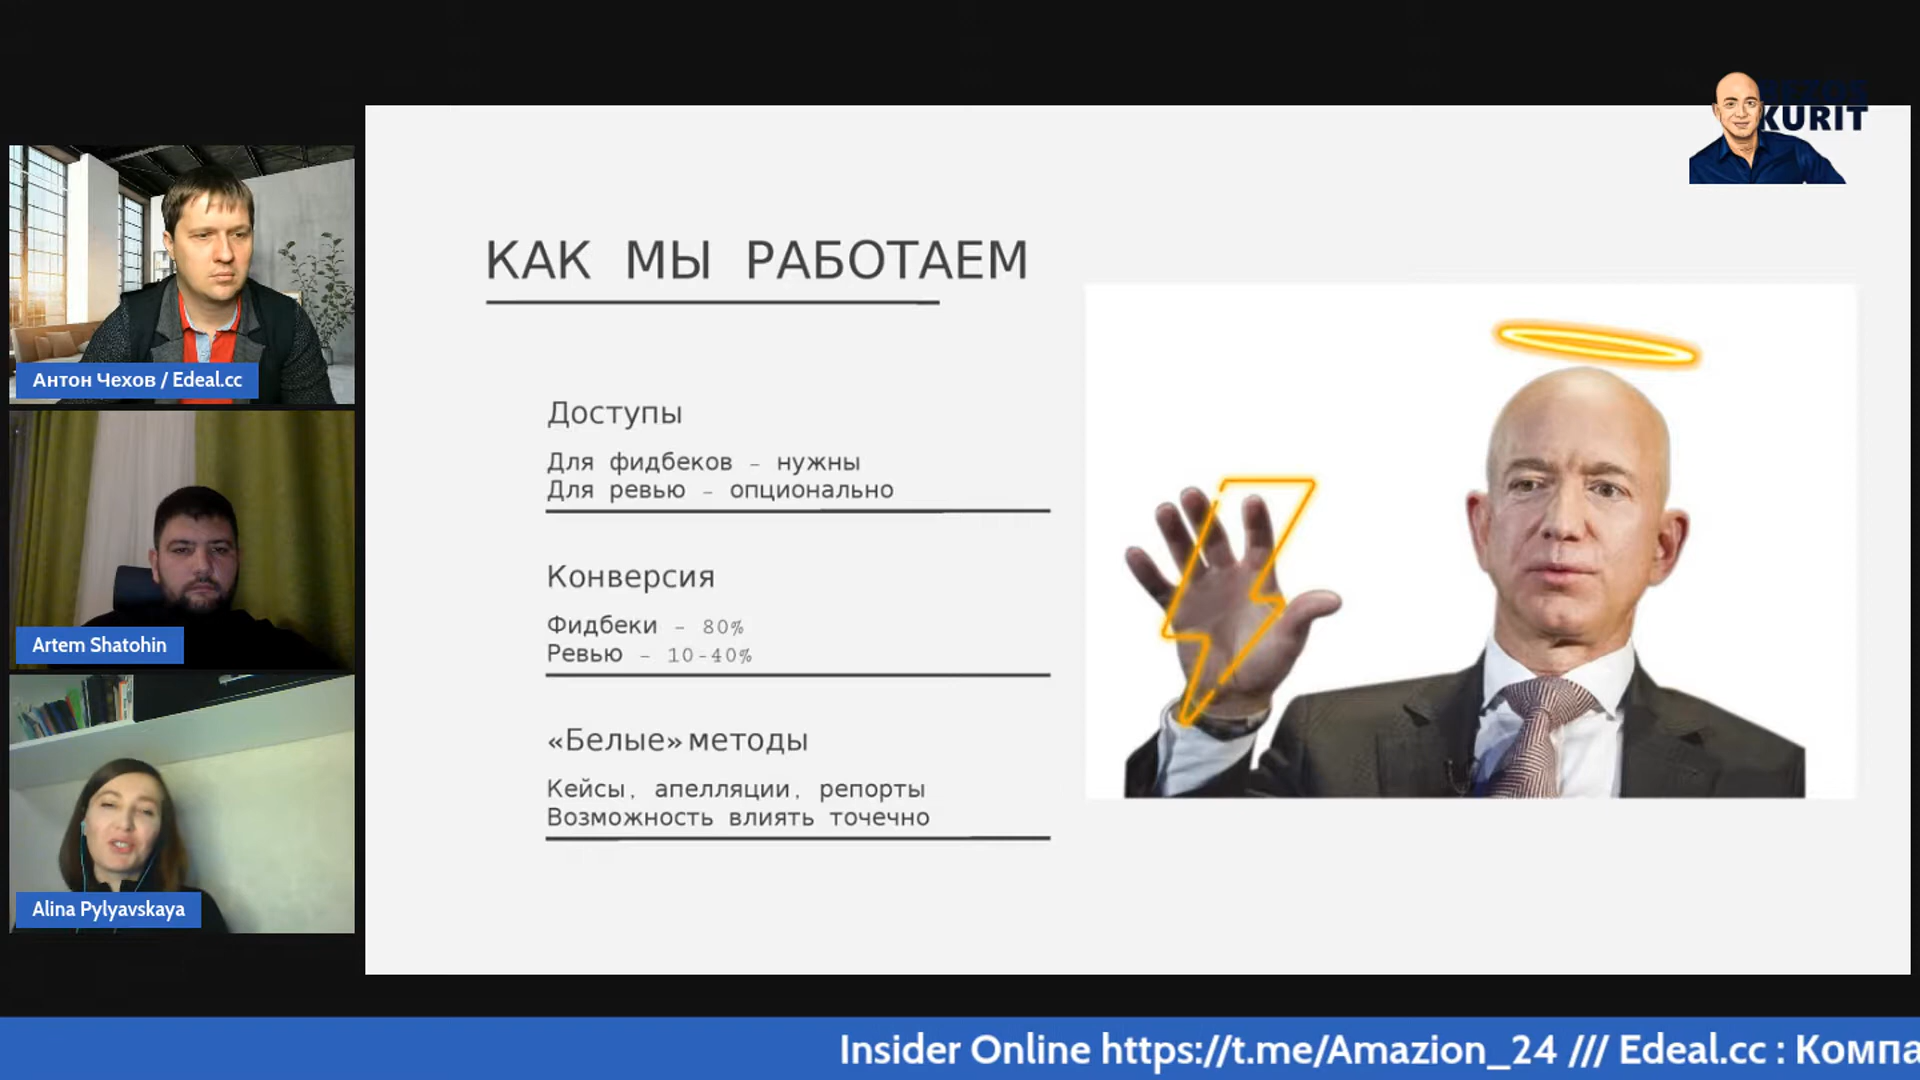 BEZOS
KURIT
КАК МЫ РАБОТАЕМ
Доступы
Для фидбеков – нужны
Для ревью – опционально
Конверсия
Фидбеки – 80%
Ревью – 10-40%
«Белые» методы
Кейсы, апелляции, репорты
Возможность влиять точечно
Антон Чехов / Edeal.cc
Artem Shatohin
Alina Pylyavskaya
Insider Online https://t.me/Amazion_24 /// Edeal.cc : Компа